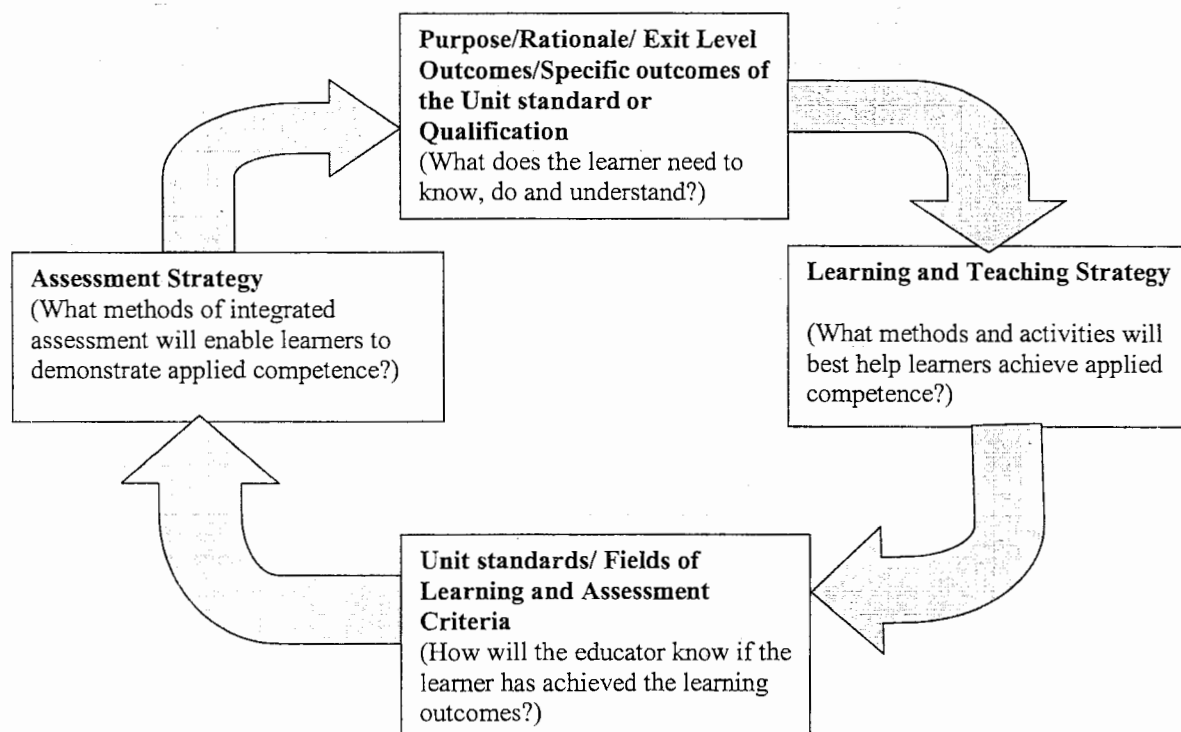 Purpose/Rationale/ Exit Level
Outcomes/Specific outcomes of
the Unit standard or
Qualification
(What does the learner need to
know, do and understand?)
Learning and Teaching Strategy
(What methods and activities will
best help learners achieve applied
competence?)
Unit standards/ Fields of
Learning and Assessment
Criteria
(How will the educator know if the
learner has achieved the learning
outcomes?)
Assessment Strategy
(What methods of integrated
assessment will enable learners to
demonstrate applied competence?)